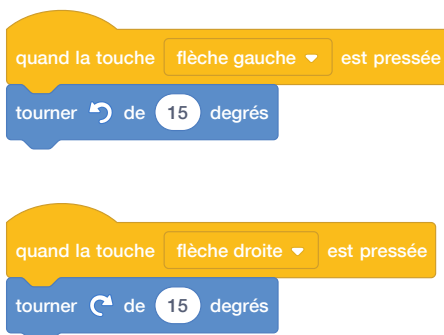 quand la touche flèche gauche est pressée
tourner de 15 degrés
quand la touche flèche droite est pressée
tourner de 15 degrés